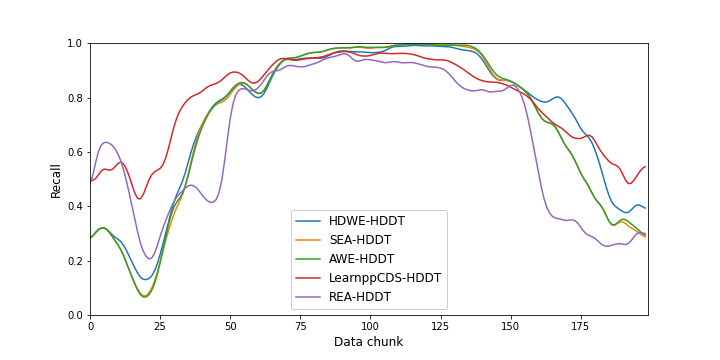 1.0
0.8
0.6
0.4
0.2
0.0
Recall
HDWE-HDDT
SEA-HDDT
AWE-HDDT
LearnppCDS-HDDT
REA-HDDT
0 25 50 75 100 125 150 175
Data chunk